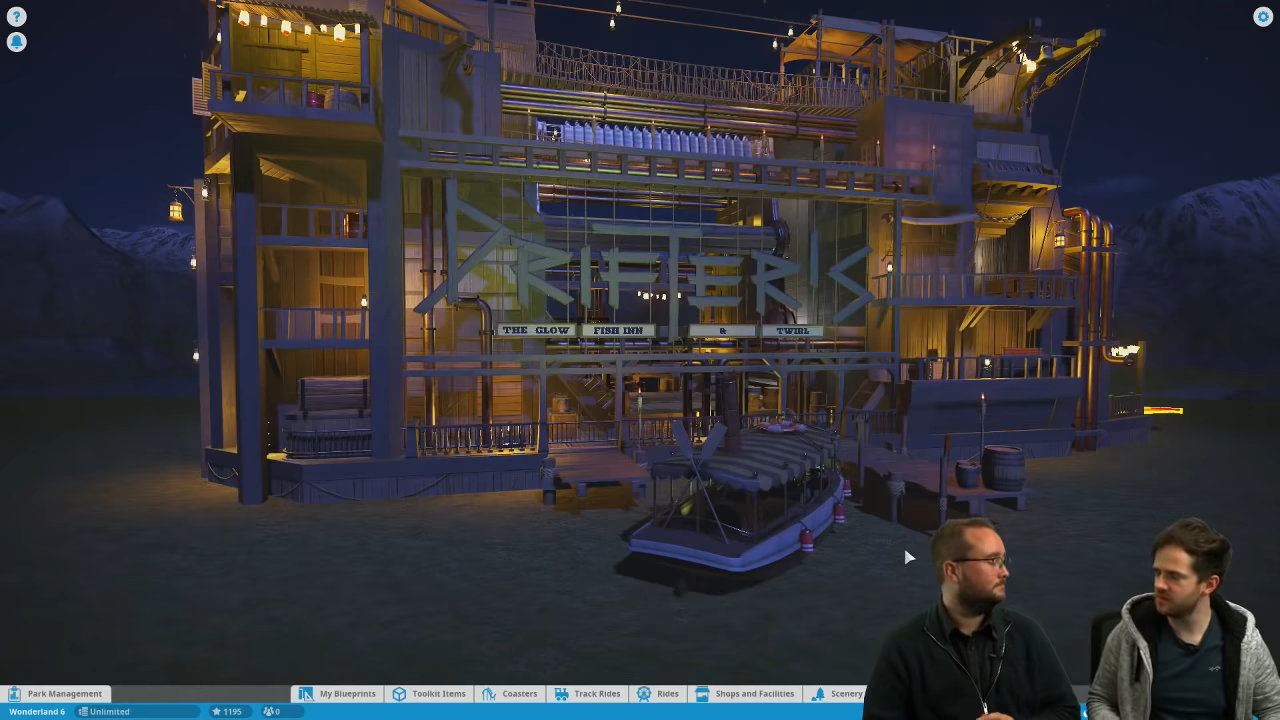 DRIFTER'S
THE GLOW FISH INN & TWIRL
Park Management
My Blueprints
Toolkit Items
Coasters
Track Rides
Rides
Shops and Facilities
Scenery
Wonderland 6
Unlimited
1195
0